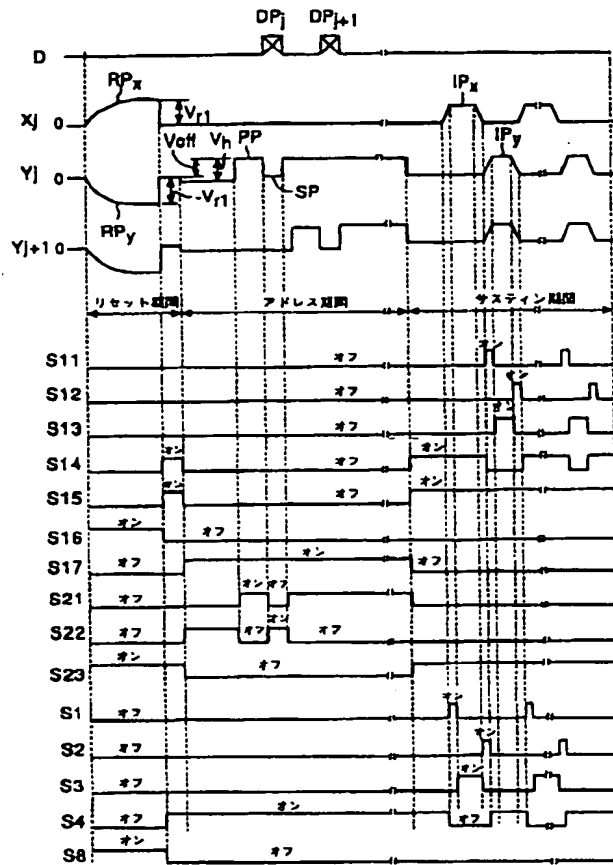 DPj DPj+1
D
RPx
Xj 0 Vr1 IPx
Voff Vh PP
Yj 0 -Vr1 SP IPy
RPy
Yj+1 0
リセット期間 アドレス期間 サスティン期間
S11 オフ オン
S12 オフ オン
S13 オフ オン
S14 オン オフ オン
S15 オフ オン オフ オン
S16 オン オフ
S17 オフ オン オフ
S21 オフ オン オフ オフ
S22 オフ オフ オン オフ
S23 オン オフ
S1 オフ オン
S2 オフ オン
S3 オフ オン
S4 オフ オン オフ
S8 オン オフ